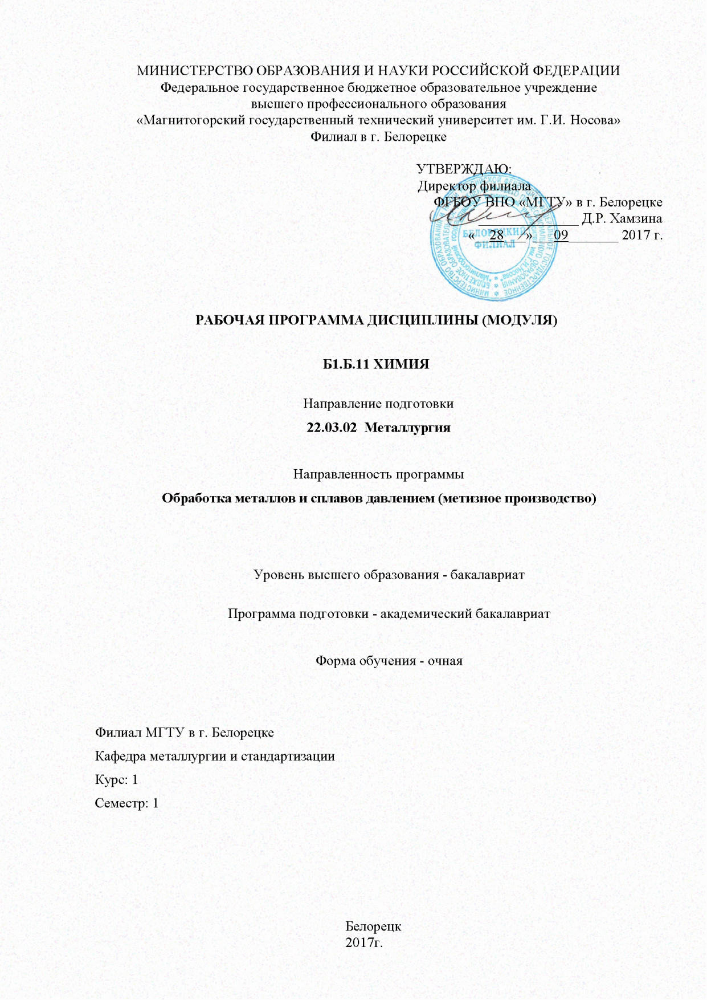 МИНИСТЕРСТВО ОБРАЗОВАНИЯ И НАУКИ РОССИЙСКОЙ ФЕДЕРАЦИИ
Федеральное государственное бюджетное образовательное учреждение
высшего профессионального образования
«Магнитогорский государственный технический университет им. Г.И. Носова»
Филиал в г. Белорецке
УТВЕРЖДАЮ:
Директор филиала
ФГБОУ ВПО «МГТУ» в г. Белорецке
Д.Р. Хамзина
« 28 » 09 2017 г.
БЕЛОРЕЦКИЙ
ФИЛИАЛ
РАБОЧАЯ ПРОГРАММА ДИСЦИПЛИНЫ (МОДУЛЯ)
Б1.Б.11 ХИМИЯ
Направление подготовки
22.03.02 Металлургия
Направленность программы
Обработка металлов и сплавов давлением (метизное производство)
Уровень высшего образования - бакалавриат
Программа подготовки - академический бакалавриат
Форма обучения - очная
Филиал МГТУ в г. Белорецке
Кафедра металлургии и стандартизации
Курс: 1
Семестр: 1
Белорецк
2017г.